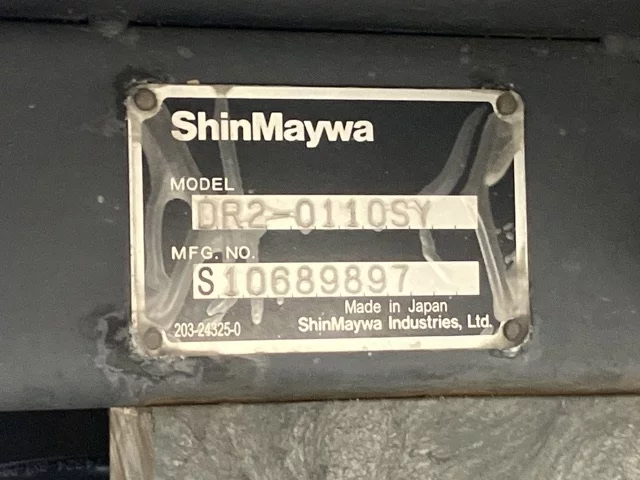 ShinMaywa
MODEL
DR2-0110SY
MFG. NO.
S10689897
Made in Japan
203-24325-0
ShinMaywa Industries, Ltd.